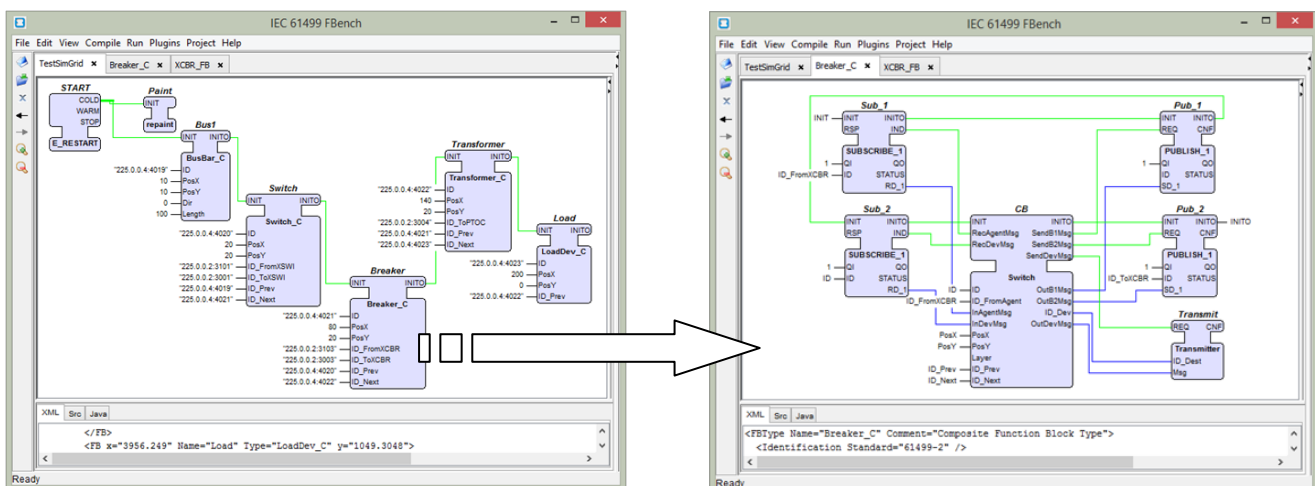 IEC 61499 FBench
File Edit View Compile Run Plugins Project Help
TestSimGrid Breaker_C XCBR_FB
START
COLD
WARM
STOP
E_RESTART
Paint
INIT
repaint
Bus1
INIT INITO
BusBar_C
"225.0.0.4:4019" ID
10 PosX
10 PosY
0 Dir
100 Length
Switch
INIT INITO
Switch_C
"225.0.0.4:4020" ID
20 PosX
20 PosY
"225.0.0.2:3101" ID_FromXSWI
"225.0.0.2:3001" ID_ToXSWI
"225.0.0.4:4019" ID_Prev
"225.0.0.4:4021" ID_Next
Breaker
INIT INITO
Breaker_C
"225.0.0.4:4021" ID
80 PosX
20 PosY
"225.0.0.2:3103" ID_FromXCBR
"225.0.0.2:3003" ID_ToXCBR
"225.0.0.4:4020" ID_Prev
"225.0.0.4:4022" ID_Next
Transformer
INIT INITO
Transformer_C
"225.0.0.4:4022" ID
140 PosX
20 PosY
"225.0.0.2:3004" ID_ToPTOC
"225.0.0.4:4021" ID_Prev
"225.0.0.4:4023" ID_Next
Load
INIT INITO
LoadDev_C
"225.0.0.4:4023" ID
200 PosX
0 PosY
"225.0.0.4:4022" ID_Prev
XML Src Java
</FB>
<FB x="3956.249" Name="Load" Type="LoadDev_C" y="1049.3048">
Ready
IEC 61499 FBench
File Edit View Compile Run Plugins Project Help
TestSimGrid Breaker_C XCBR_FB
Sub_1
INIT INIT INITO
RSP IND
SUBSCRIBE_1
1 QI QO
ID_FromXCBR ID STATUS
RD_1
Pub_1
INIT INITO
REQ CNF
PUBLISH_1
1 QI QO
ID STATUS
SD_1
Sub_2
INIT INITO
RSP IND
SUBSCRIBE_1
1 QI QO
ID ID STATUS
RD_1
CB
INIT INITO
RecAgentMsg SendB1Msg
RecDevMsg SendB2Msg
SendDevMsg
Switch
ID ID OutB1Msg
ID_FromXCBR ID_FromAgent OutB2Msg
InAgentMsg ID_Dev
InDevMsg OutDevMsg
PosX PosX
PosY PosY
Layer
ID_Prev ID_Prev
ID_Next ID_Next
Pub_2
INIT INITO INITO
REQ CNF
PUBLISH_1
1 QI QO
ID_ToXCBR ID STATUS
SD_1
Transmit
REQ CNF
Transmitter
ID_Dest
Msg
XML Src Java
<FBType Name="Breaker_C" Comment="Composite Function Block Type">
<Identification Standard="61499-2" />
Ready